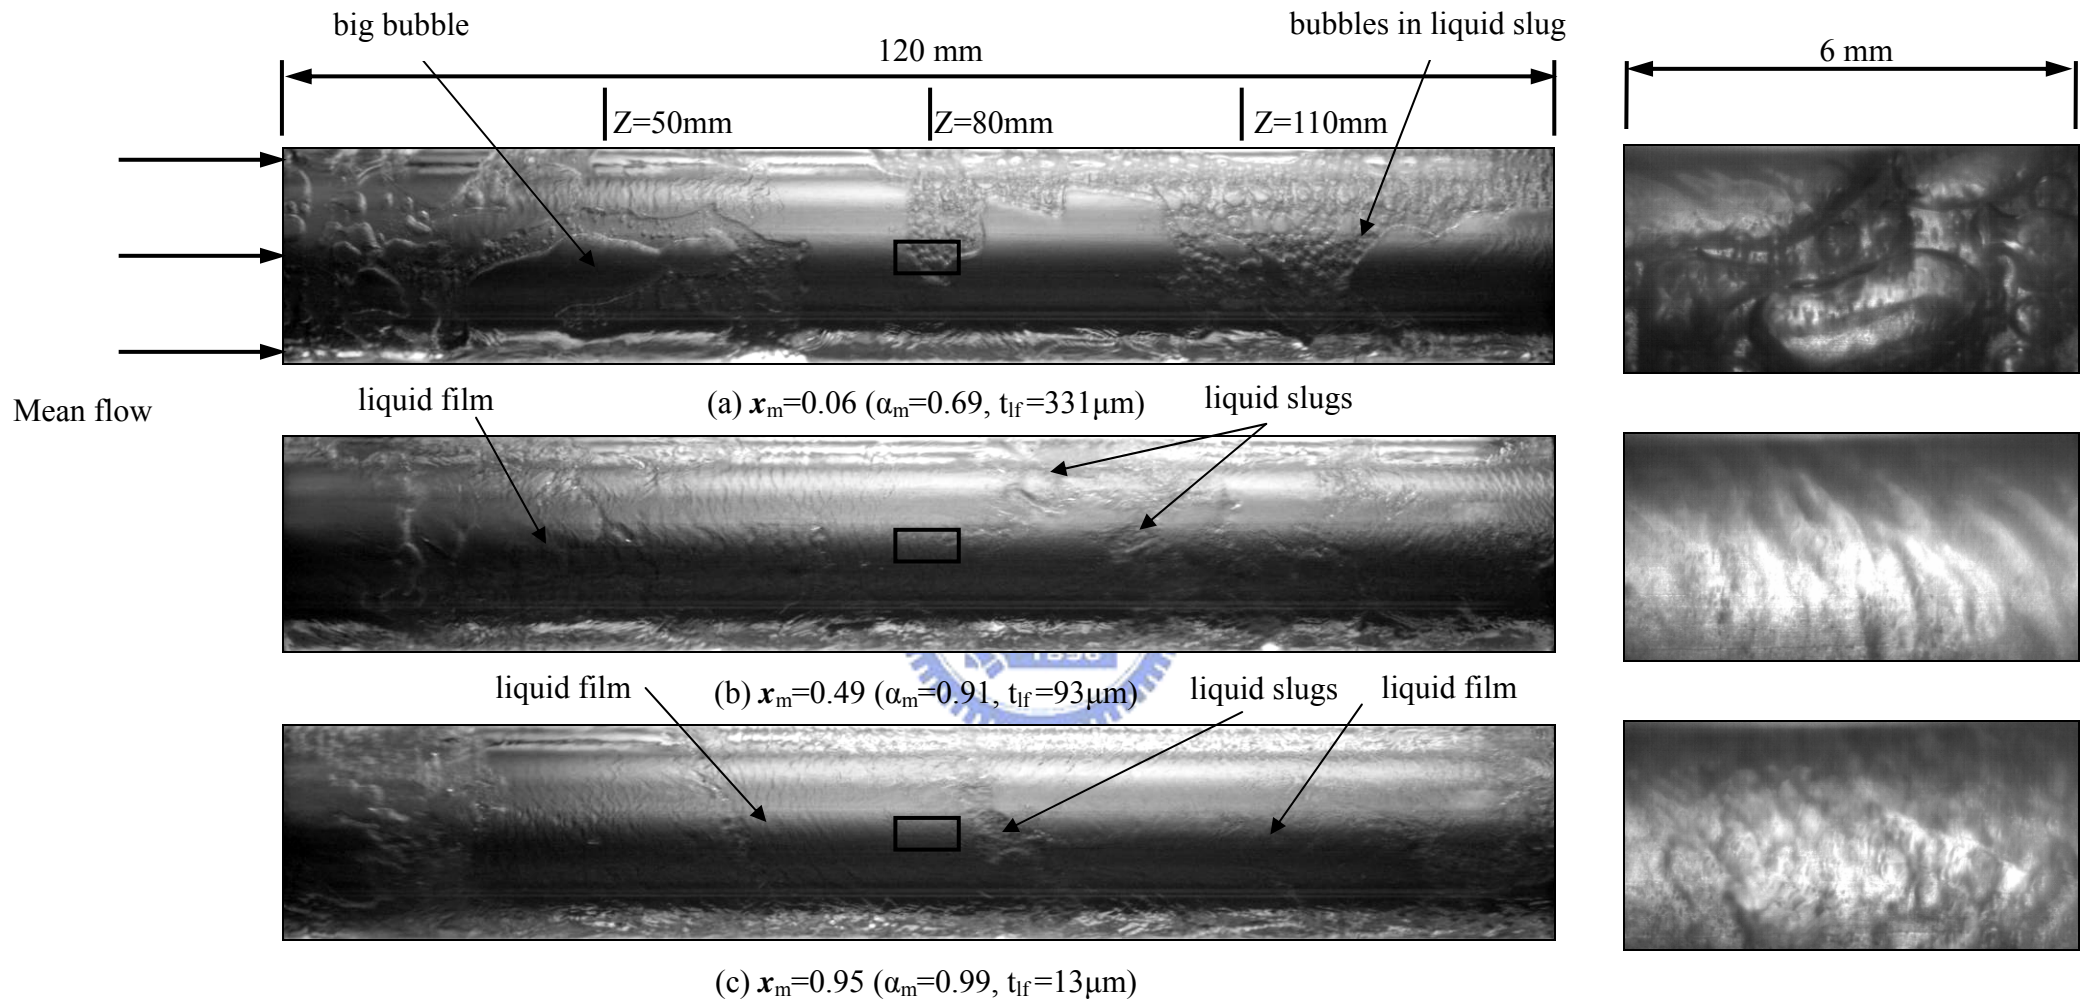 big bubble
bubbles in liquid slug
120 mm
6 mm
Z=50mm
Z=80mm
Z=110mm
Mean flow
liquid film
(a) xm=0.06 (αm=0.69, tlf=331μm)
liquid slugs
liquid film
(b) xm=0.49 (αm=0.91, tlf=93μm)
liquid slugs
liquid film
(c) xm=0.95 (αm=0.99, tlf=13μm)